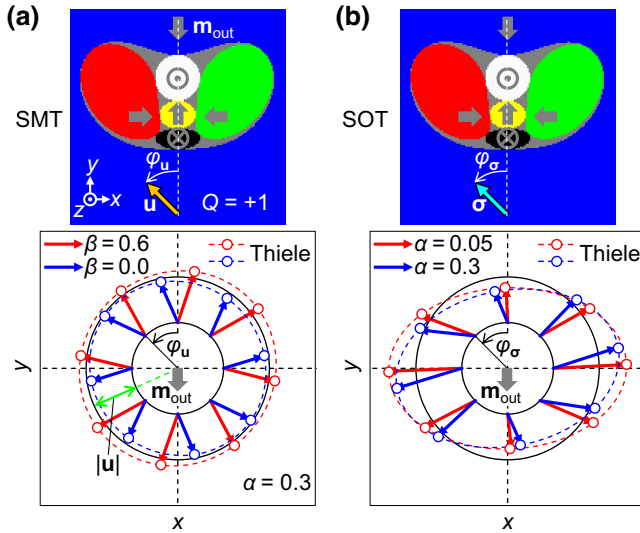 (a)
m_out
SMT
φ_u
y
x
z
u
Q = +1
β = 0.6
β = 0.0
Thiele
φ_u
m_out
|u|
α = 0.3
y
x
(b)
m_out
SOT
φ_σ
σ
α = 0.05
α = 0.3
Thiele
φ_σ
m_out
y
x